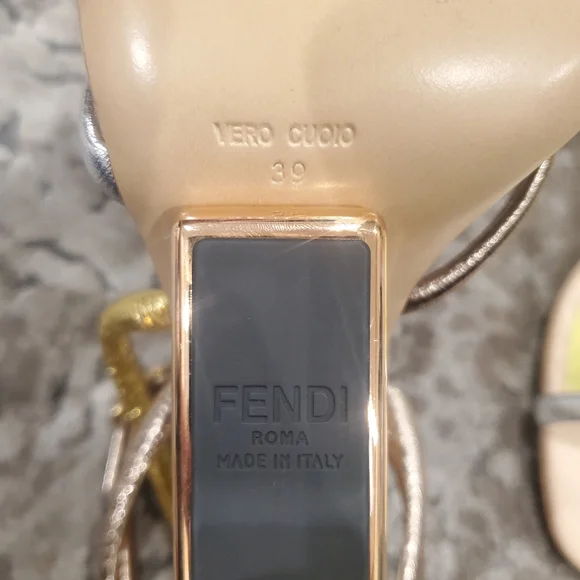 VERO CUOIO
39
FENDI
ROMA
MADE IN ITALY